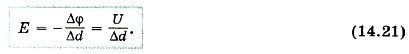 E = −Δφ/Δd = U/Δd. (14.21)